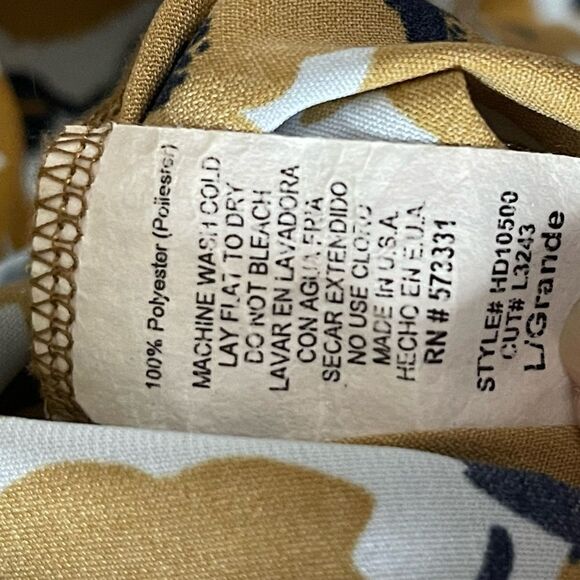 100% Polyester (Poliester)
MACHINE WASH COLD
LAY FLAT TO DRY
DO NOT BLEACH
LAVAR EN LAVADORA
CON AGUA FRIA
SECAR EXTENDIDO
NO USE CLORO
MADE IN U.S.A.
HECHO EN E.U.A.
RN # 573331
STYLE# HD10500
CUT# L3243
L/Grande